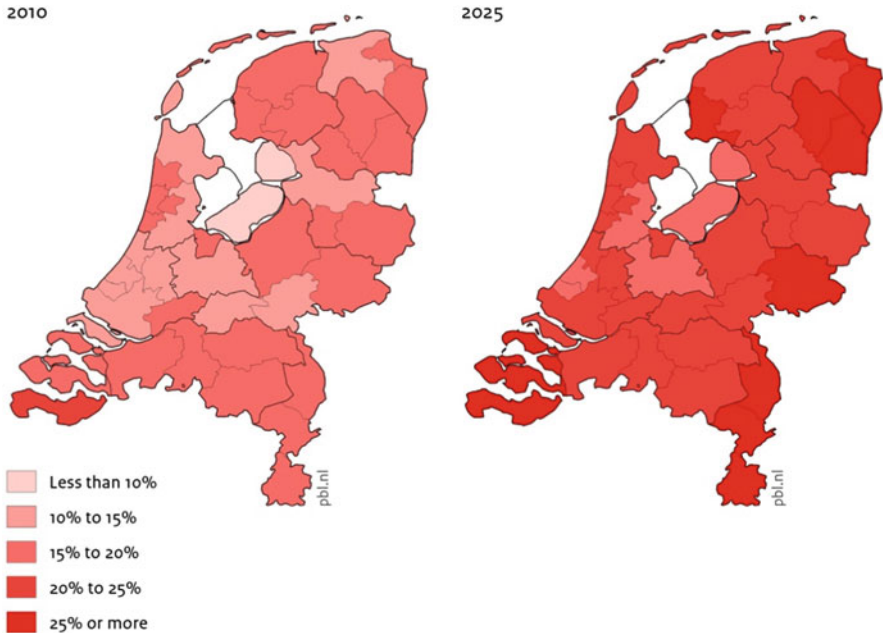 2010
2025
pbl.nl
pbl.nl
Less than 10%
10% to 15%
15% to 20%
20% to 25%
25% or more